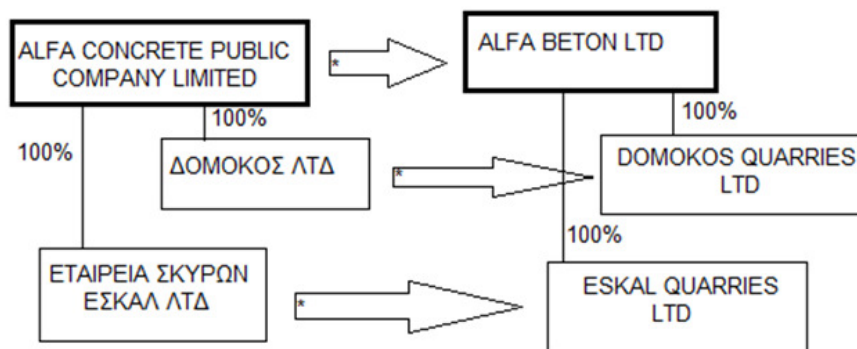 ALFA CONCRETE PUBLIC
COMPANY LIMITED
*
ALFA BETON LTD
100%
100%
100%
ΔΟΜΟΚΟΣ ΛΤΔ
*
DOMOKOS QUARRIES
LTD
100%
ΕΤΑΙΡΕΙΑ ΣΚΥΡΩΝ
ΕΣΚΑΛ ΛΤΔ
*
ESKAL QUARRIES
LTD